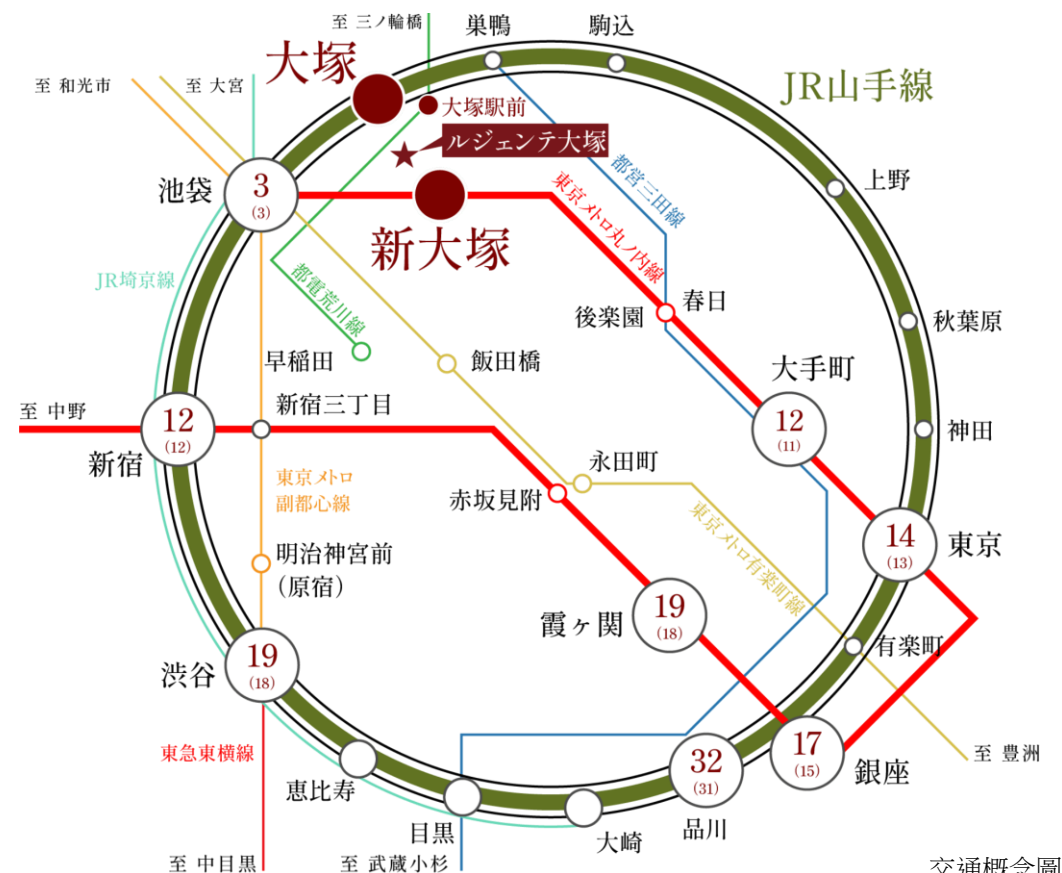 至 三ノ輪橋
巣鴨
駒込
大塚
JR山手線
至 和光市
至 大宮
大塚駅前
ルジェンテ大塚
池袋
3
(3)
都営三田線
上野
東京メトロ丸ノ内線
新大塚
JR埼京線
都電荒川線
後楽園
春日
秋葉原
早稲田
飯田橋
大手町
12
(11)
至 中野
新宿三丁目
12
(12)
新宿
神田
東京メトロ
副都心線
永田町
赤坂見附
東京メトロ有楽町線
14
(13)
東京
明治神宮前
(原宿)
霞ヶ関
19
(18)
渋谷
19
(18)
有楽町
東急東横線
恵比寿
目黒
大崎
32
(31)
品川
17
(15)
銀座
至 豊洲
至 中目黒
至 武蔵小杉
交通概念圖